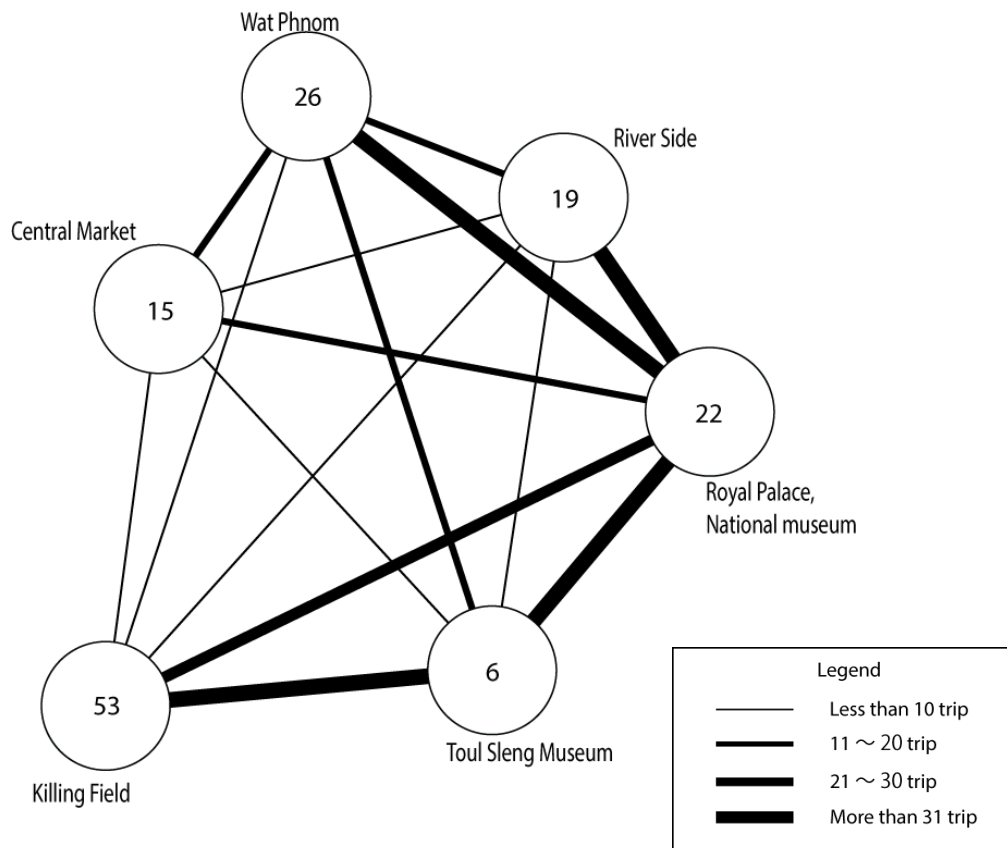 Wat Phnom
26
River Side
19
Central Market
15
22
Royal Palace,
National museum
6
Toul Sleng Museum
53
Killing Field
Legend
Less than 10 trip
11 ～ 20 trip
21 ～ 30 trip
More than 31 trip